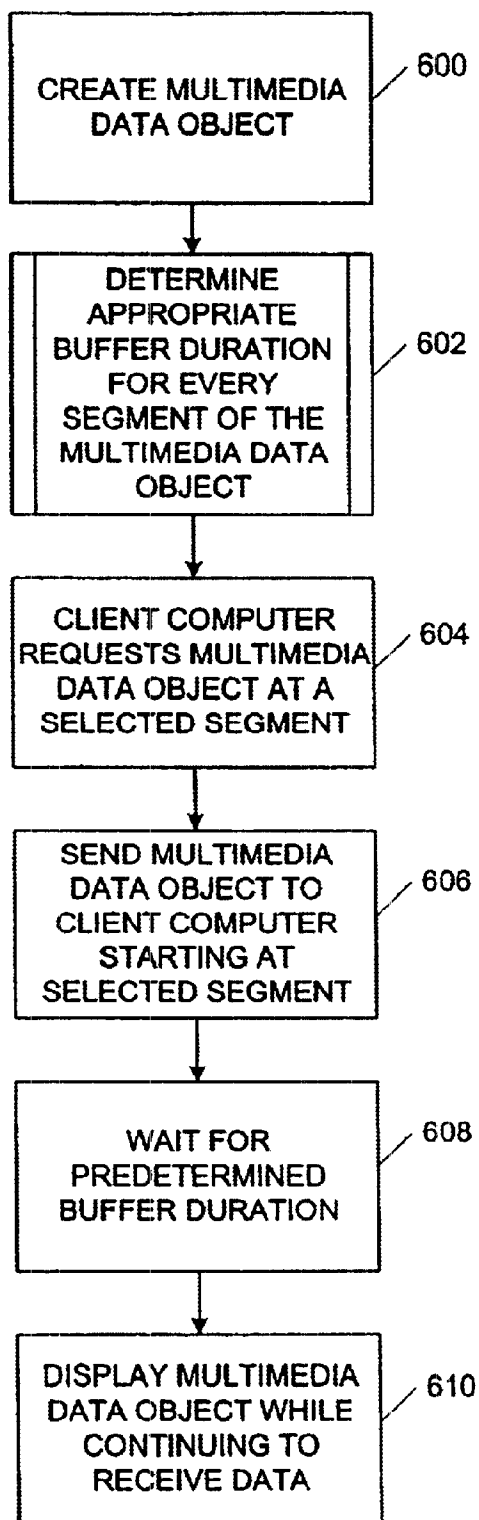 CREATE MULTIMEDIA
DATA OBJECT
600
DETERMINE
APPROPRIATE
BUFFER DURATION
FOR EVERY
SEGMENT OF THE
MULTIMEDIA DATA
OBJECT
602
CLIENT COMPUTER
REQUESTS MULTIMEDIA
DATA OBJECT AT A
SELECTED SEGMENT
604
SEND MULTIMEDIA
DATA OBJECT TO
CLIENT COMPUTER
STARTING AT
SELECTED SEGMENT
606
WAIT FOR
PREDETERMINED
BUFFER DURATION
608
DISPLAY MULTIMEDIA
DATA OBJECT WHILE
CONTINUING TO
RECEIVE DATA
610